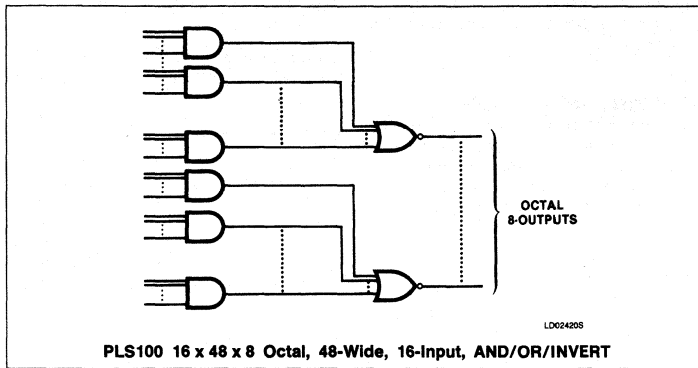 OCTAL
8-OUTPUTS
LD02420S
PLS100 16 x 48 x 8 Octal, 48-Wide, 16-Input, AND/OR/INVERT